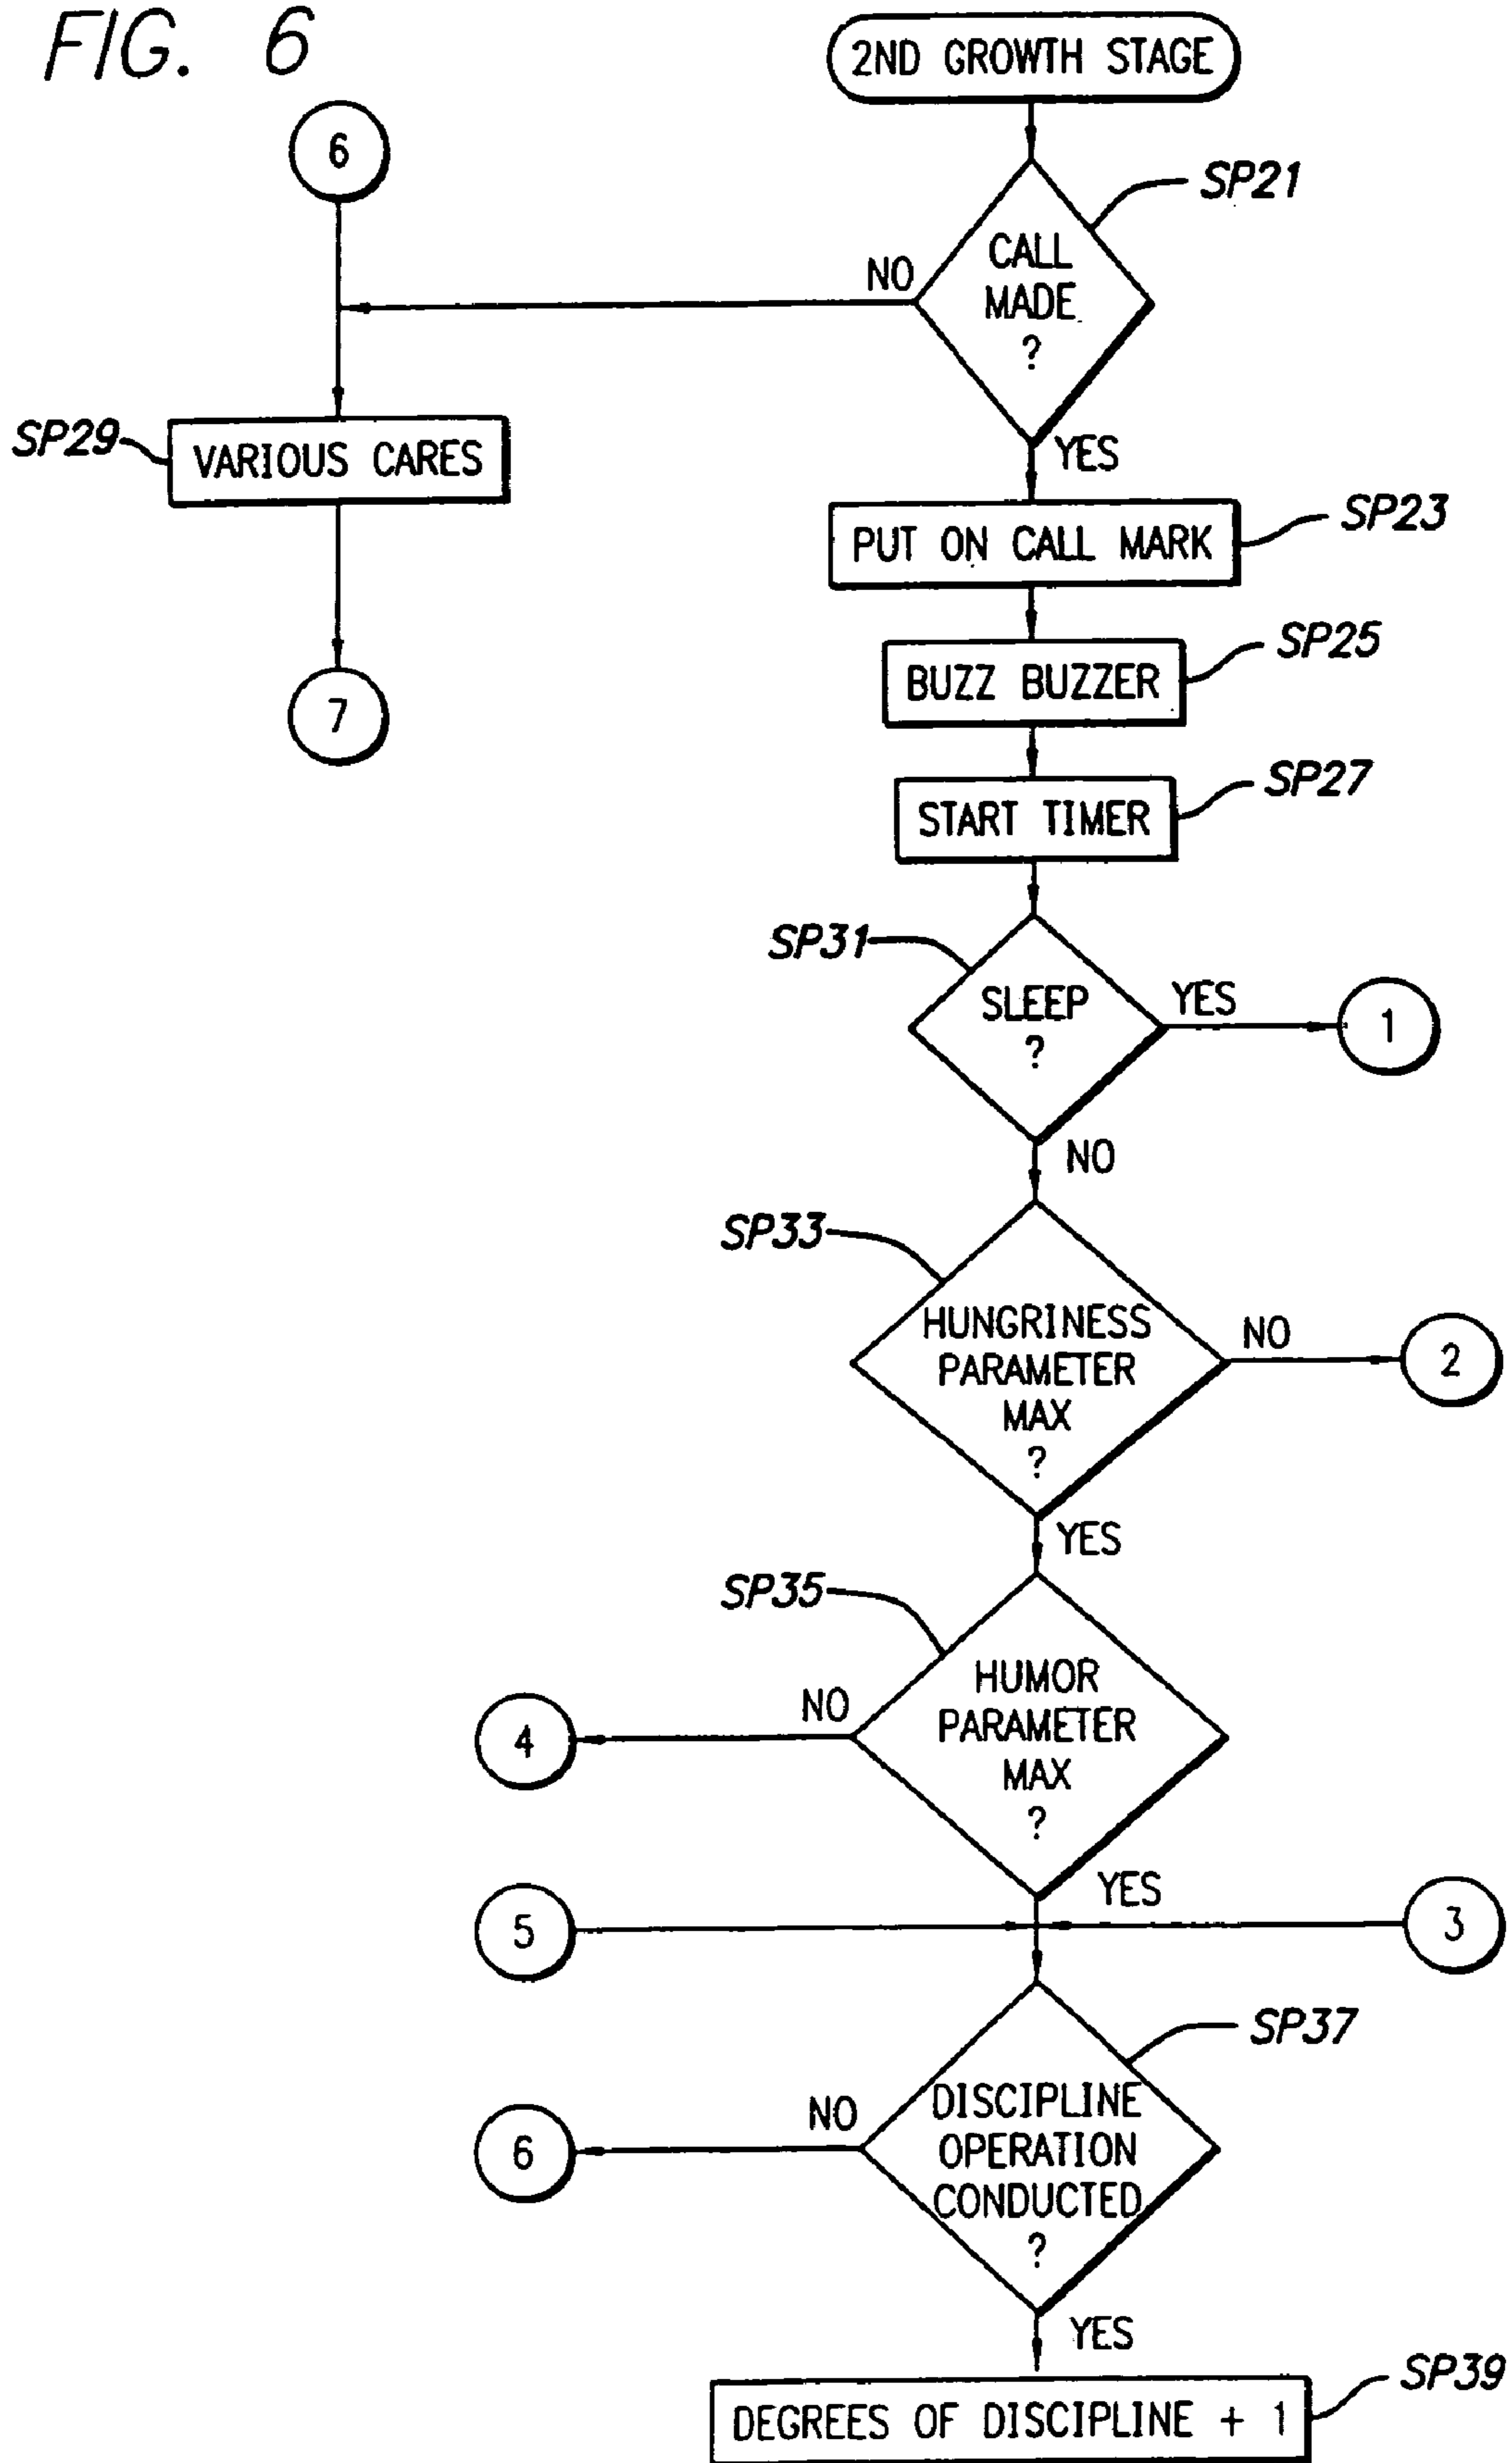 FIG. 6
2ND GROWTH STAGE
6
SP21
CALL
MADE
?
NO
YES
SP29
VARIOUS CARES
PUT ON CALL MARK
SP23
7
BUZZ BUZZER
SP25
START TIMER
SP27
SP31
SLEEP
?
YES
1
NO
SP33
HUNGRINESS
PARAMETER
MAX
?
NO
2
YES
SP35
HUMOR
PARAMETER
MAX
?
NO
4
YES
5
3
SP37
DISCIPLINE
OPERATION
CONDUCTED
?
NO
6
YES
SP39
DEGREES OF DISCIPLINE + 1